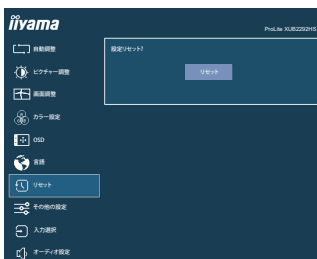 iiyama
ProLite XUB2292HS
自動調整
設定リセット?
ピクチャー調整
リセット
画面調整
カラー設定
OSD
言語
リセット
その他の設定
入力選択
オーディオ設定